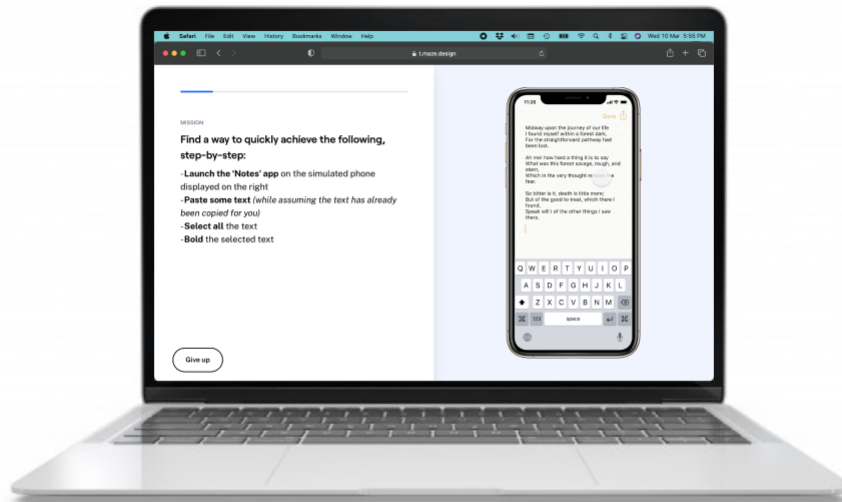 Safari File Edit View History Bookmarks Window Help
Wed 10 Mar 5:55 PM
t.maze.design
MISSION
Find a way to quickly achieve the following,
step-by-step:
- Launch the ‘Notes’ app on the simulated phone
displayed on the right
- Paste some text (while assuming the text has already
been copied for you)
- Select all the text
- Bold the selected text
Give up
11:25
Done
Midway upon the journey of our life
I found myself within a forest dark,
For the straightforward pathway had
been lost.
Ah me! how hard a thing it is to say
What was this forest savage, rough, and
stern,
Which in the very thought the
fear.
So bitter is it, death is little more;
But of the good to treat, which there I
found,
Speak will I of the other things I saw
there.
Q W E R T Y U I O P
A S D F G H J K L
Z X C V B N M
123 space